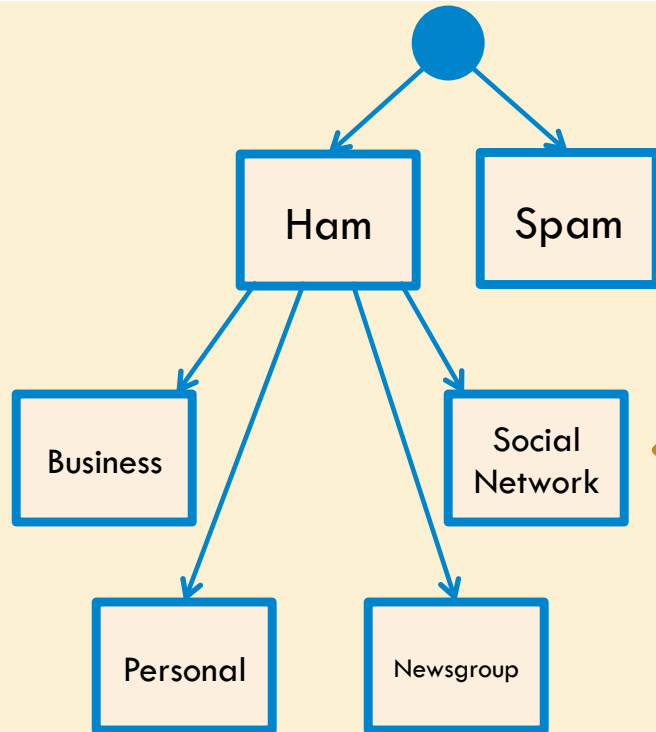 Ham
Spam
Business
Social
Network
Personal
Newsgroup